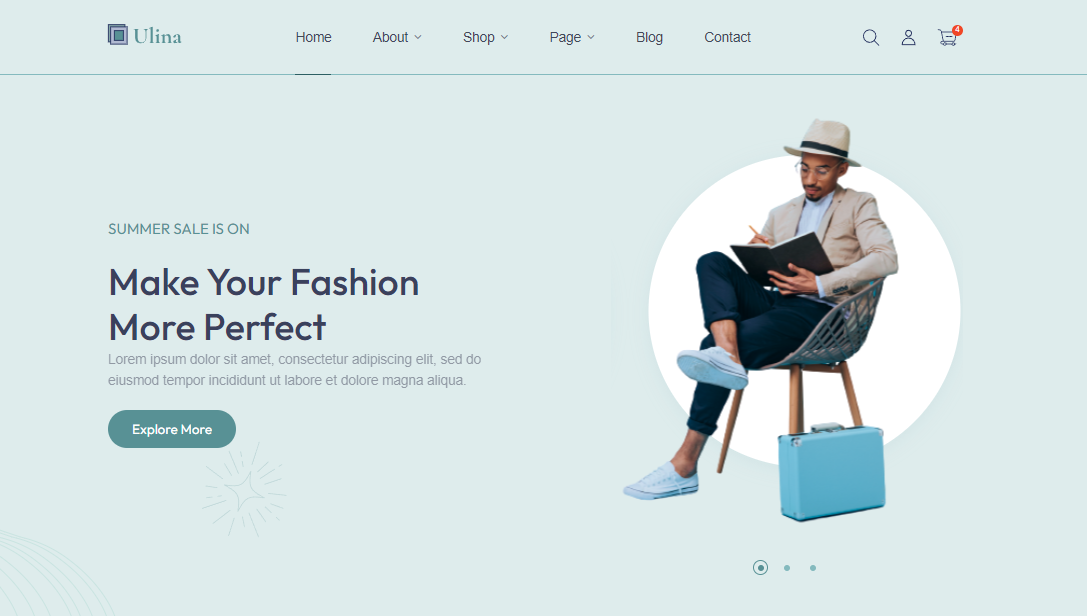 Ulina
Home About Shop Page Blog Contact
4
SUMMER SALE IS ON
Make Your Fashion
More Perfect
Lorem ipsum dolor sit amet, consectetur adipiscing elit, sed do
eiusmod tempor incididunt ut labore et dolore magna aliqua.
Explore More